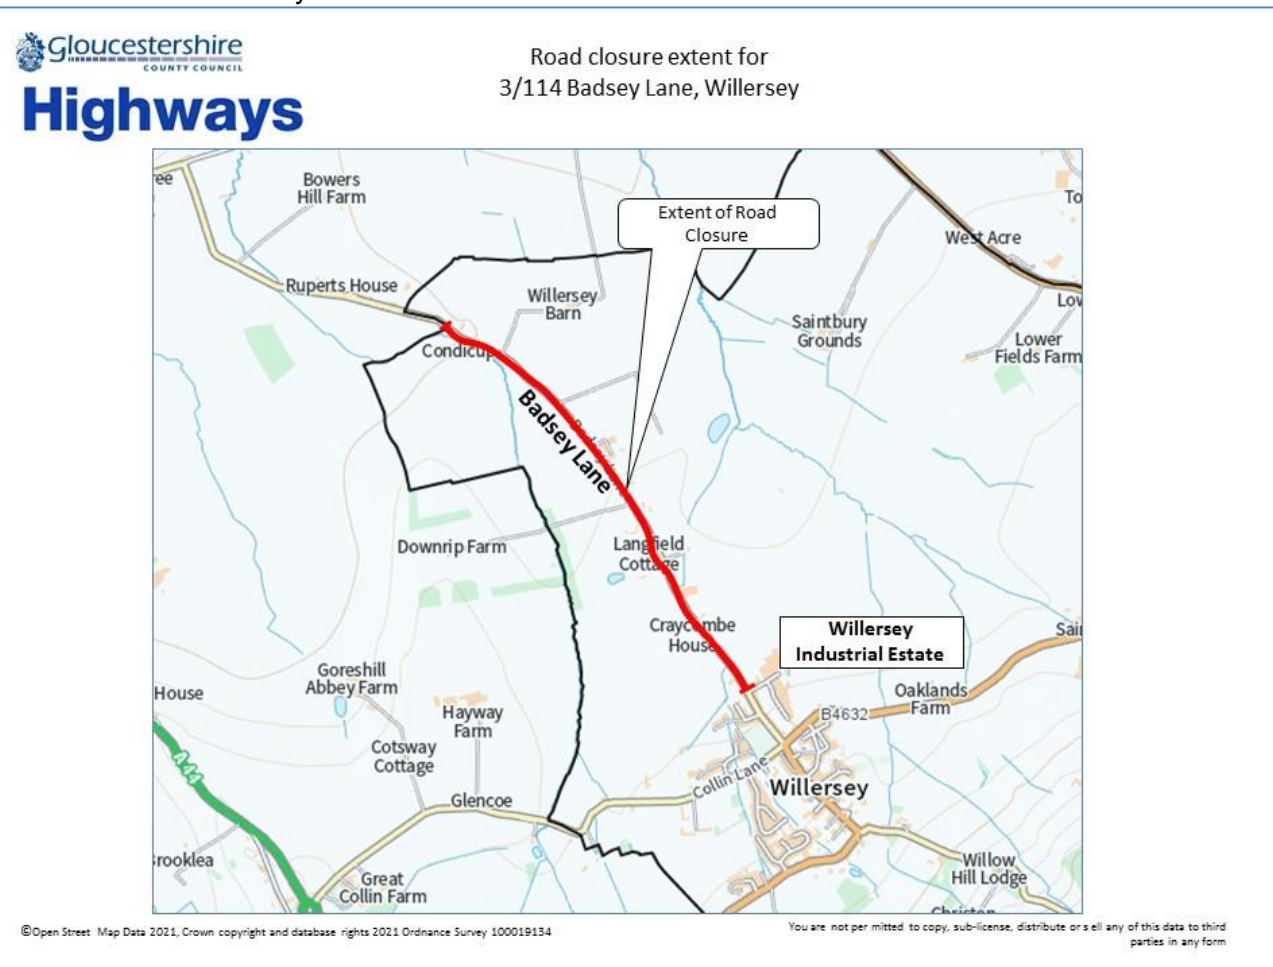 Gloucestershire
COUNTY COUNCIL
Highways
Road closure extent for
3/114 Badsey Lane, Willersey
Bowers
Hill Farm
Extent of Road
Closure
To
West Acre
Ruperts House
Willersey
Barn
Saintbury
Grounds
Lower
Fields Farm
Condicup
Badsey Lane
Downrip Farm
Langfield
Cottage
Craycombe
House
Willersey
Industrial Estate
Sai
Goreshill
Abbey Farm
House
Oaklands
Farm
B4632
Hayway
Farm
Cotsway
Cottage
A44
Collin Lane
Willersey
Glencoe
rooklea
Great
Collin Farm
Willow
Hill Lodge
©Open Street Map Data 2021, Crown copyright and database rights 2021 Ordnance Survey 100019134
You are not per mitted to copy, sub-license, distribute or s ell any of this data to third
parties in any form